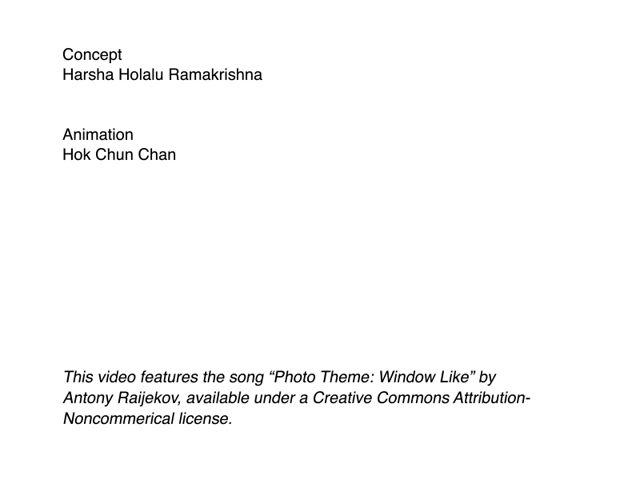 Concept
Harsha Holalu Ramakrishna
Animation
Hok Chun Chan
This video features the song “Photo Theme: Window Like” by
Antony Raijekov, available under a Creative Commons Attribution-
Noncommerical license.